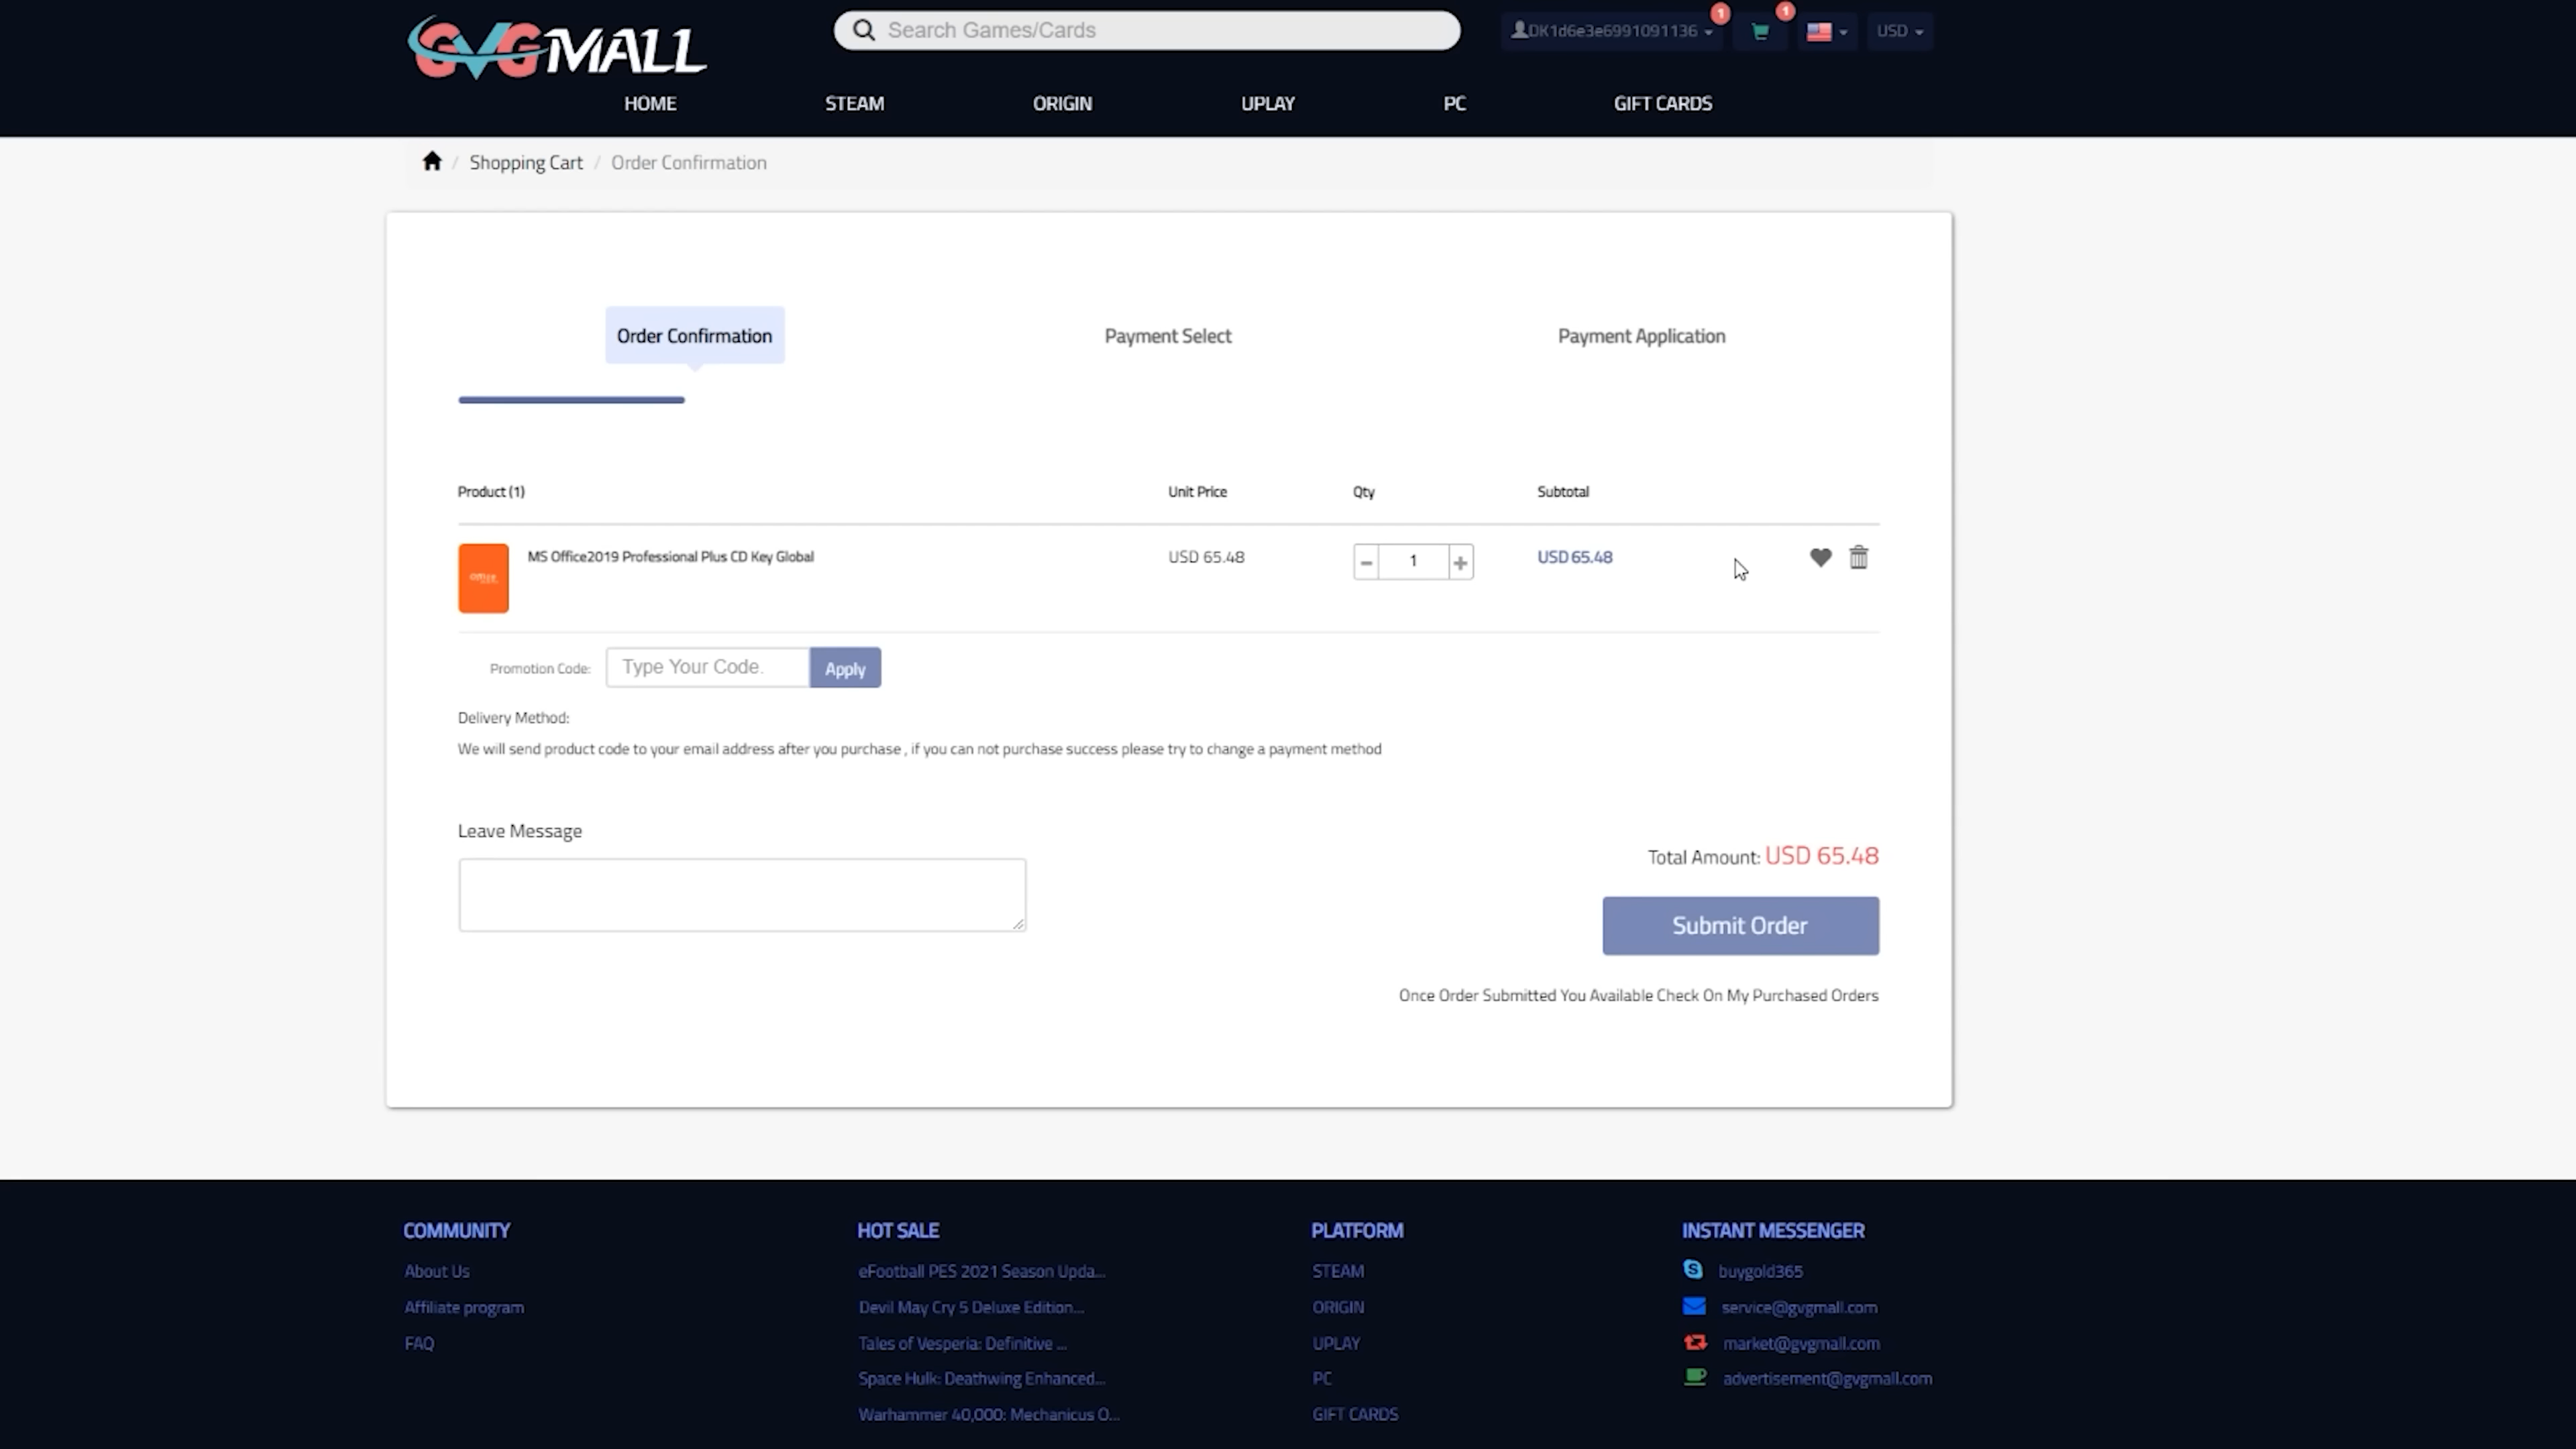 GVGMALL
Search Games/Cards
DK1d6e3e6991091136
1
1
USD
HOME
STEAM
ORIGIN
UPLAY
PC
GIFT CARDS
/ Shopping Cart / Order Confirmation
Order Confirmation
Payment Select
Payment Application
Product (1)
Unit Price
Qty
Subtotal
office
MS Office2019 Professional Plus CD Key Global
USD 65.48
− 1 +
USD 65.48
Promotion Code:
Type Your Code.
Apply
Delivery Method:
We will send product code to your email address after you purchase , if you can not purchase success please try to change a payment method
Leave Message
Total Amount: USD 65.48
Submit Order
Once Order Submitted You Available Check On My Purchased Orders
COMMUNITY
About Us
Affiliate program
FAQ
HOT SALE
eFootball PES 2021 Season Upda...
Devil May Cry 5 Deluxe Edition...
Tales of Vesperia: Definitive ...
Space Hulk: Deathwing Enhanced...
Warhammer 40,000: Mechanicus O...
PLATFORM
STEAM
ORIGIN
UPLAY
PC
GIFT CARDS
INSTANT MESSENGER
buygold365
service@gvgmall.com
market@gvgmall.com
advertisement@gvgmall.com